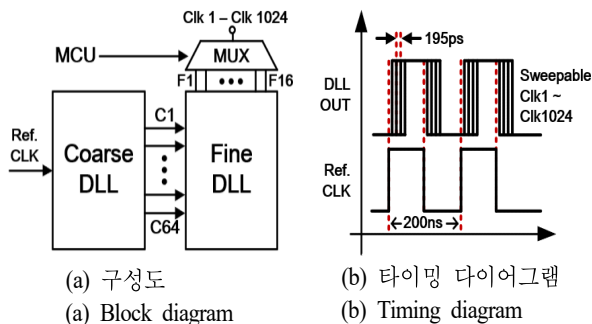 Clk 1 – Clk 1024
MCU
MUX
F1
F16
Ref.
CLK
Coarse
DLL
C1
C64
Fine
DLL
(a) 구성도
(a) Block diagram
195ps
DLL
OUT
Sweepable
Clk1 ~
Clk1024
Ref.
CLK
200ns
(b) 타이밍 다이어그램
(b) Timing diagram